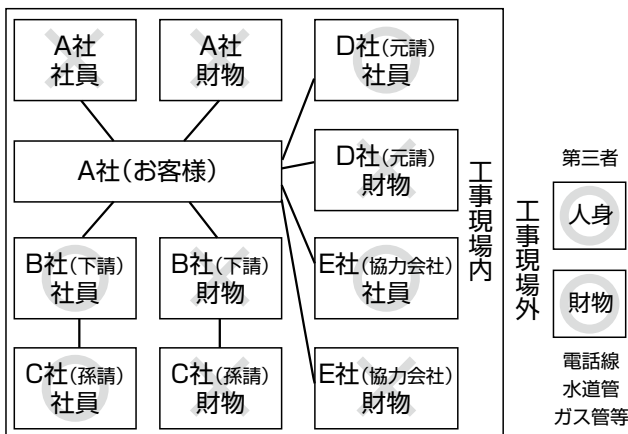 A社
社員
A社
財物
D社(元請)
社員
A社(お客様)
D社(元請)
財物
B社(下請)
社員
B社(下請)
財物
E社(協力会社)
社員
C社(孫請)
社員
C社(孫請)
財物
E社(協力会社)
財物
工事現場内
工事現場外
第三者
人身
財物
電話線
水道管
ガス管等